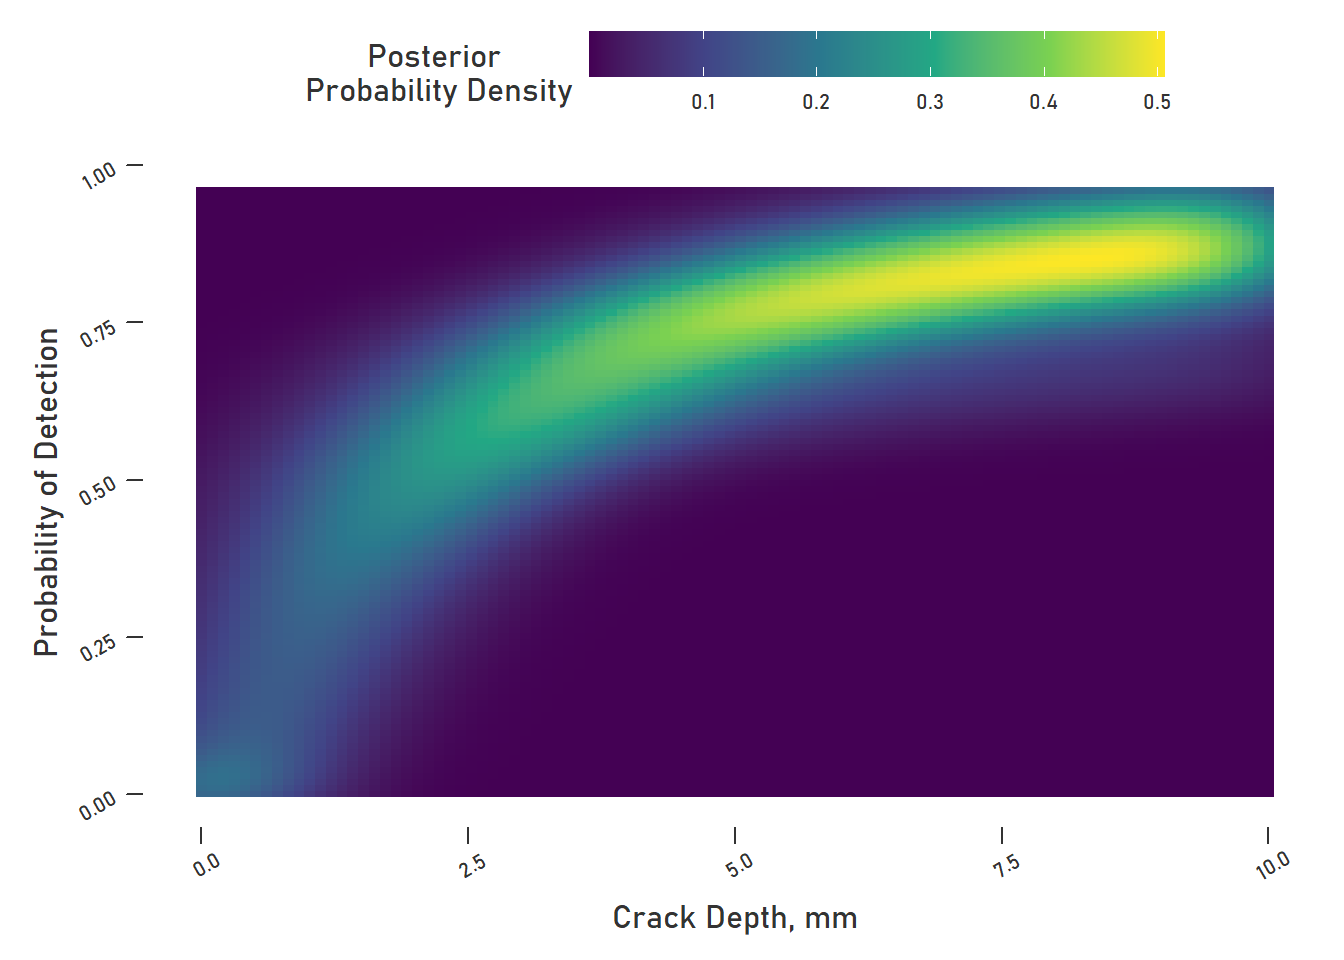 Posterior
Probability Density
0.1 0.2 0.3 0.4 0.5
1.00
0.75
0.50
0.25
0.00
Probability of Detection
0.0 2.5 5.0 7.5 10.0
Crack Depth, mm